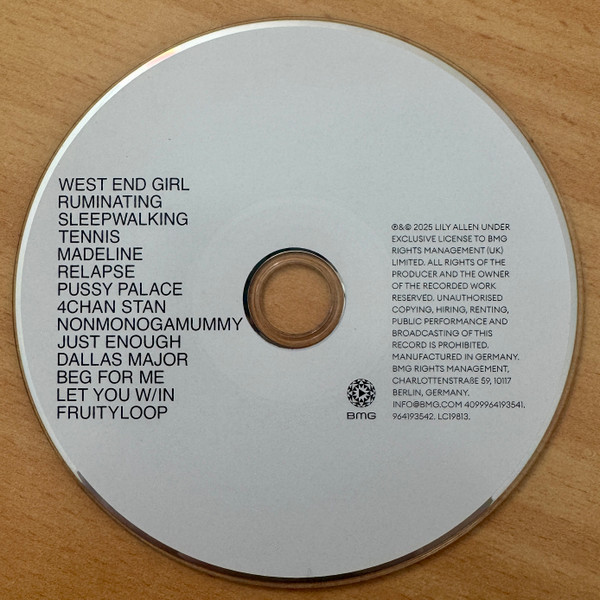 WEST END GIRL
RUMINATING
SLEEPWALKING
TENNIS
MADELINE
RELAPSE
PUSSY PALACE
4CHAN STAN
NONMONOGAMUMMY
JUST ENOUGH
DALLAS MAJOR
BEG FOR ME
LET YOU W/IN
FRUITYLOOP
℗&© 2025 LILY ALLEN UNDER
EXCLUSIVE LICENSE TO BMG
RIGHTS MANAGEMENT (UK)
LIMITED. ALL RIGHTS OF THE
PRODUCER AND THE OWNER
OF THE RECORDED WORK
RESERVED. UNAUTHORISED
COPYING, HIRING, RENTING,
PUBLIC PERFORMANCE AND
BROADCASTING OF THIS
RECORD IS PROHIBITED.
MANUFACTURED IN GERMANY.
BMG RIGHTS MANAGEMENT,
CHARLOTTENSTRAßE 59, 10117
BERLIN, GERMANY.
INFO@BMG.COM 4099964193541.
964193542. LC19813.
BMG